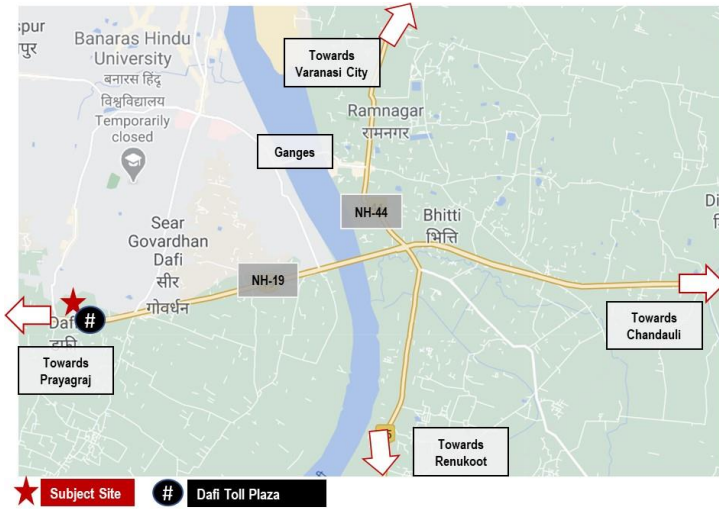 spur
पुर
Banaras Hindu
University
बनारस हिंदू
विश्वविद्यालय
Temporarily
closed
Towards
Varanasi City
Ramnagar
रामनगर
Ganges
NH-44
Bhitti
भित्ति
Sear
Govardhan
Dafi
सीर
गोवर्धन
NH-19
Di
#
Towards
Prayagraj
Towards
Chandauli
Towards
Renukoot
Subject Site
#
Dafi Toll Plaza